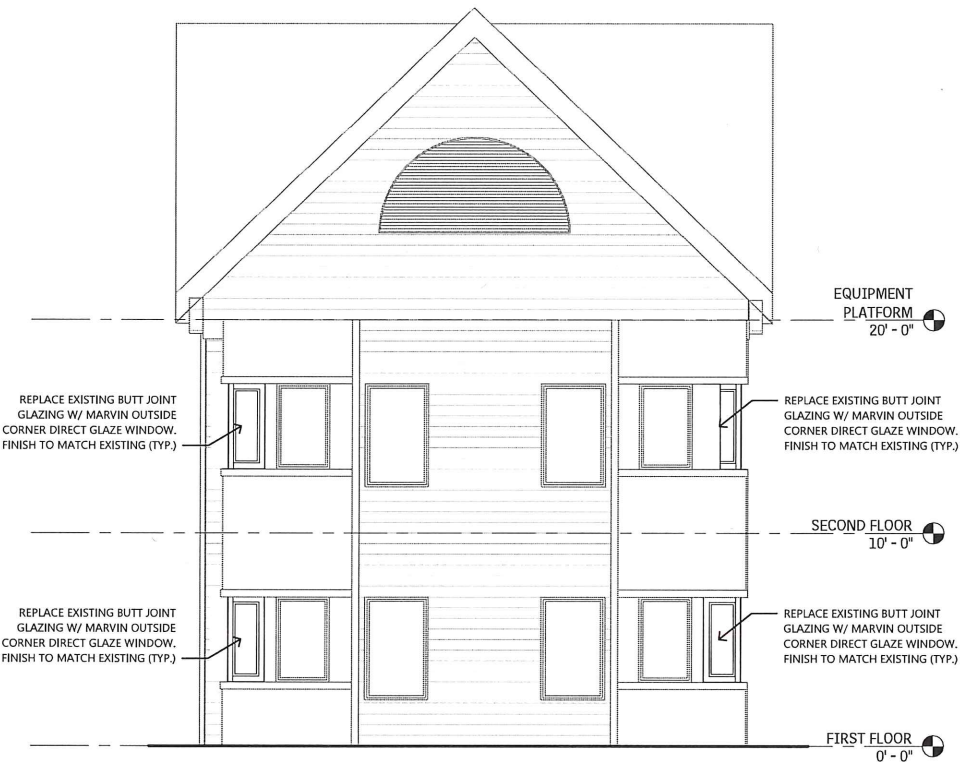 EQUIPMENT
PLATFORM
20' - 0"
REPLACE EXISTING BUTT JOINT
GLAZING W/ MARVIN OUTSIDE
CORNER DIRECT GLAZE WINDOW.
FINISH TO MATCH EXISTING (TYP.)
REPLACE EXISTING BUTT JOINT
GLAZING W/ MARVIN OUTSIDE
CORNER DIRECT GLAZE WINDOW.
FINISH TO MATCH EXISTING (TYP.)
SECOND FLOOR
10' - 0"
REPLACE EXISTING BUTT JOINT
GLAZING W/ MARVIN OUTSIDE
CORNER DIRECT GLAZE WINDOW.
FINISH TO MATCH EXISTING (TYP.)
REPLACE EXISTING BUTT JOINT
GLAZING W/ MARVIN OUTSIDE
CORNER DIRECT GLAZE WINDOW.
FINISH TO MATCH EXISTING (TYP.)
FIRST FLOOR
0' - 0"